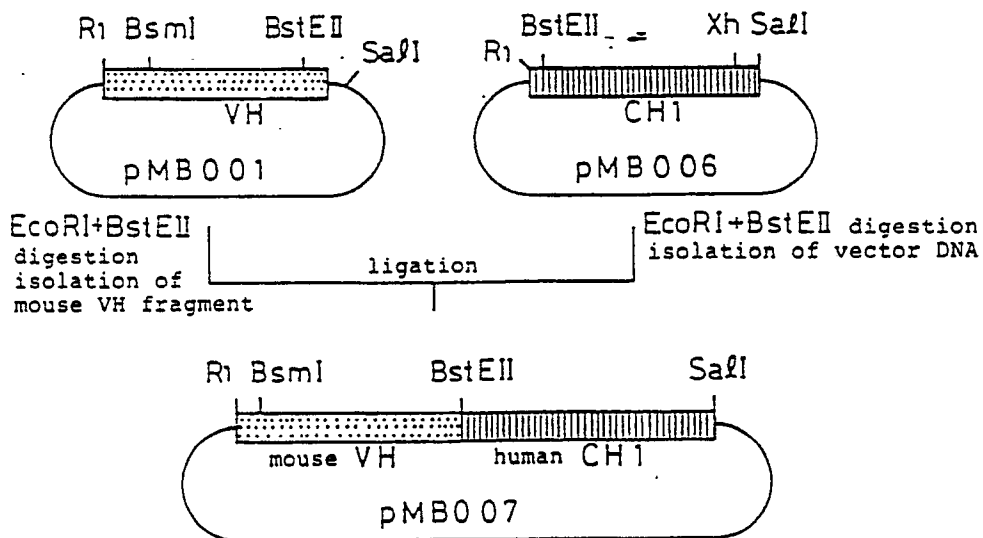 R1 BsmI BstEII SalI
R1 BstEII Xh SalI
VH
CH1
pMB001
pMB006
EcoRI+BstEII
digestion
isolation of
mouse VH fragment
ligation
EcoRI+BstEII digestion
isolation of vector DNA
R1 BsmI BstEII SalI
mouse VH human CH1
pMB007